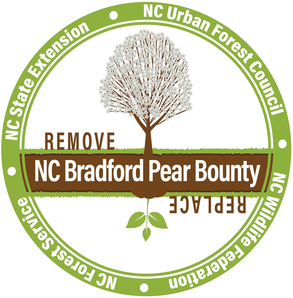 NC State Extension
NC Urban Forest Council
REMOVE
NC Bradford Pear Bounty
REPLACE
NC Forest Service
NC Wildlife Federation